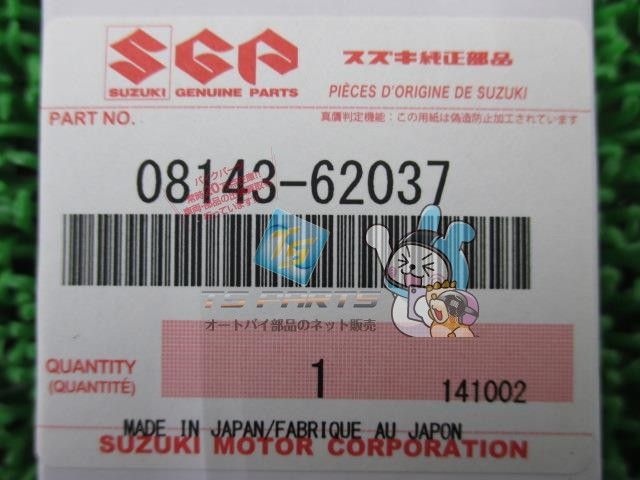 SGP スズキ純正部品
SUZUKI GENUINE PARTS PIÈCES D'ORIGINE DE SUZUKI
PART NO. 真贋判定機能：この用紙は偽造防止加工されています
08143-62037
TS PARTS
オートバイ部品のネット販売
QUANTITY
(QUANTITÉ) 1 141002
MADE IN JAPAN/FABRIQUE AU JAPON
SUZUKI MOTOR CORPORATION